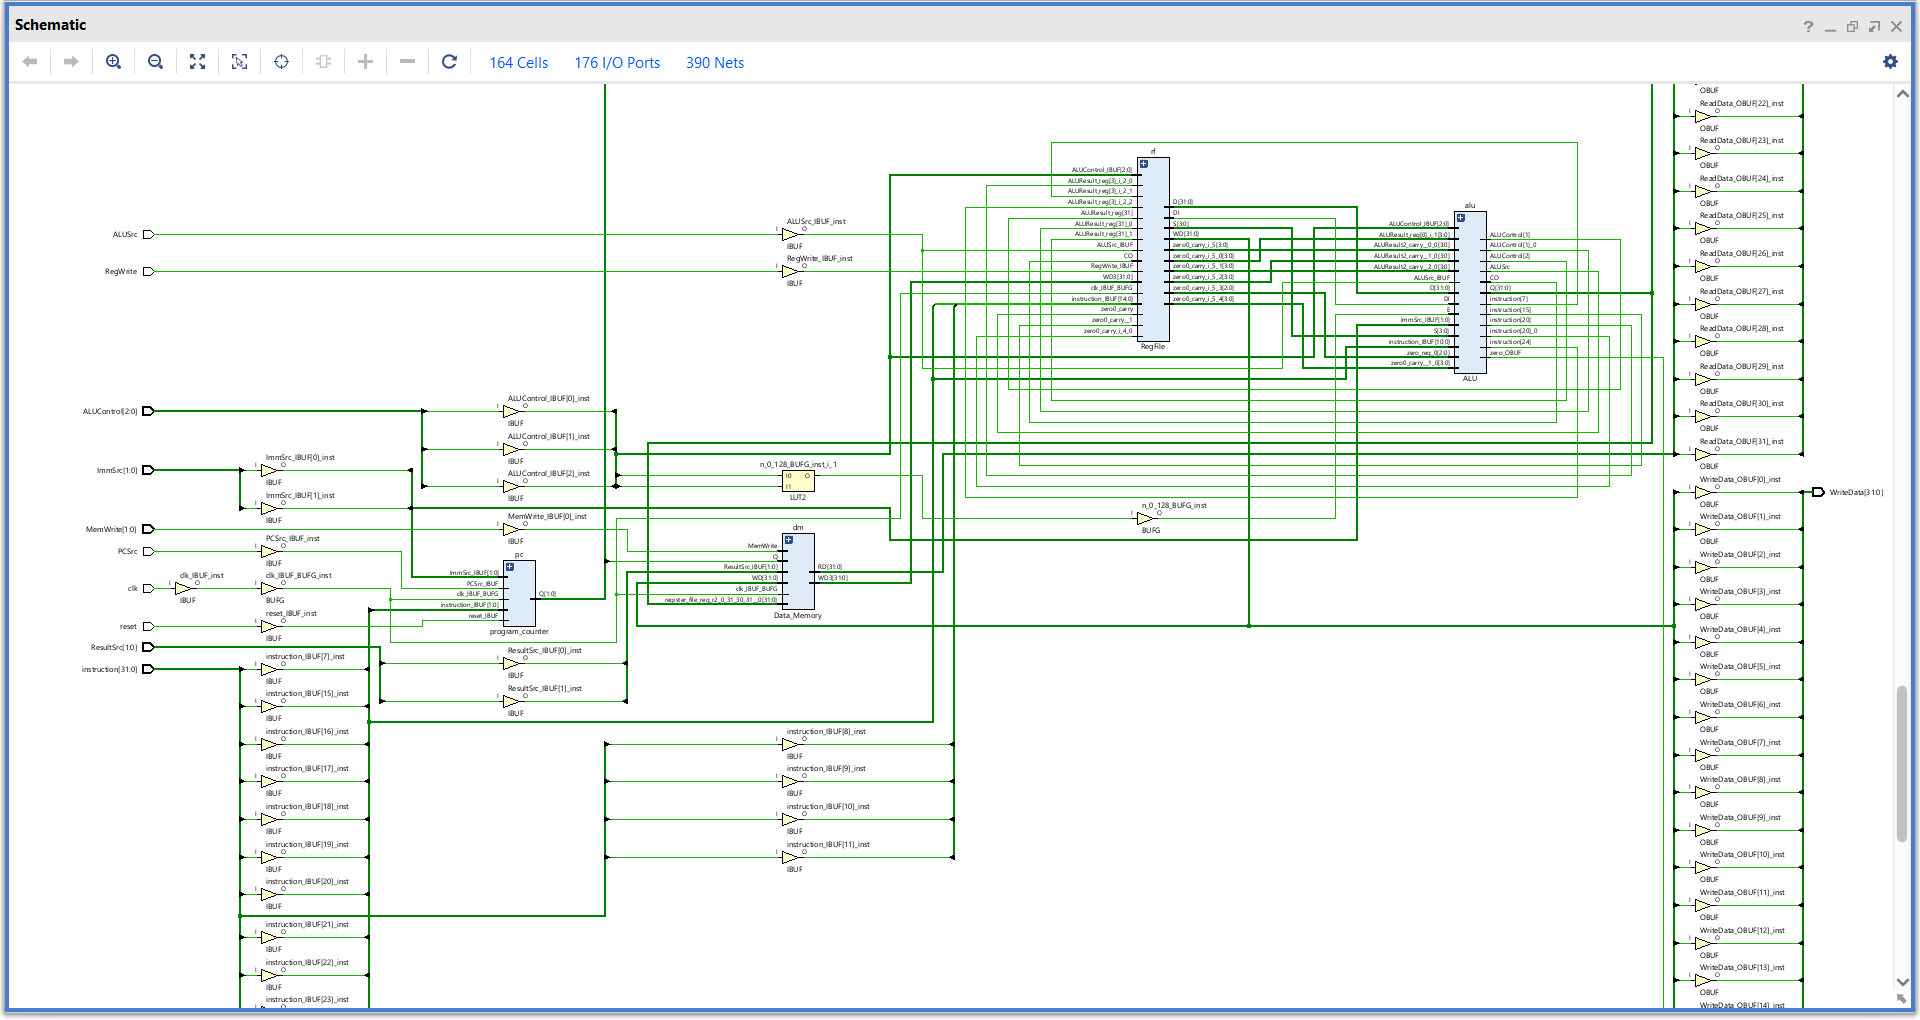 Schematic
164 Cells 176 I/O Ports 390 Nets
ALUSrc
RegWrite
ALUControl[2:0]
ImmSrc[1:0]
MemWrite[1:0]
PCSrc
clk
reset
ResultSrc[1:0]
instruction[31:0]
clk_IBUF_inst
I O
IBUF
ImmSrc_IBUF[0]_inst
I O
IBUF
ImmSrc_IBUF[1]_inst
I O
IBUF
PCSrc_IBUF_inst
I O
IBUF
clk_IBUF_BUFG_inst
I O
BUFG
reset_IBUF_inst
I O
IBUF
instruction_IBUF[7]_inst
I O
IBUF
instruction_IBUF[15]_inst
I O
IBUF
instruction_IBUF[16]_inst
I O
IBUF
instruction_IBUF[17]_inst
I O
IBUF
instruction_IBUF[18]_inst
I O
IBUF
instruction_IBUF[19]_inst
I O
IBUF
instruction_IBUF[20]_inst
I O
IBUF
instruction_IBUF[21]_inst
I O
IBUF
instruction_IBUF[22]_inst
I O
IBUF
instruction_IBUF[23]_inst
ALUControl_IBUF[0]_inst
I O
IBUF
ALUControl_IBUF[1]_inst
I O
IBUF
ALUControl_IBUF[2]_inst
I O
IBUF
MemWrite_IBUF[0]_inst
I O
IBUF
pc
ImmSrc_IBUF[1:0]
PCSrc_IBUF
clk_IBUF_BUFG
instruction_IBUF[1:0]
reset_IBUF
Q[1:0]
program_counter
ResultSrc_IBUF[0]_inst
I O
IBUF
ResultSrc_IBUF[1]_inst
I O
IBUF
ALUSrc_IBUF_inst
I O
IBUF
RegWrite_IBUF_inst
I O
IBUF
n_0_128_BUFG_inst_i_1
I0 O
I1
LUT2
dm
MemWrite
Q
ResultSrc_IBUF[1:0]
WD[31:0]
clk_IBUF_BUFG
register_file_reg_r2_0_31_30_31__0[31:0]
RD[31:0]
WD3[31:0]
Data_Memory
instruction_IBUF[8]_inst
I O
IBUF
instruction_IBUF[9]_inst
I O
IBUF
instruction_IBUF[10]_inst
I O
IBUF
instruction_IBUF[11]_inst
I O
IBUF
rf
ALUControl_IBUF[2:0]
ALUResult_reg[3]_i_2_0
ALUResult_reg[3]_i_2_1
ALUResult_reg[3]_i_2_2
ALUResult_reg[31]
ALUResult_reg[31]_0
ALUResult_reg[31]_1
ALUSrc_IBUF
CO
RegWrite_IBUF
WD3[31:0]
clk_IBUF_BUFG
instruction_IBUF[14:0]
zero0_carry
zero0_carry__1
zero0_carry_i_4_0
D[31:0]
DI
S[3:0]
WD[31:0]
zero0_carry_i_5[3:0]
zero0_carry_i_5_0[3:0]
zero0_carry_i_5_1[3:0]
zero0_carry_i_5_2[3:0]
zero0_carry_i_5_3[2:0]
zero0_carry_i_5_4[3:0]
RegFile
n_0_128_BUFG_inst
I O
BUFG
alu
ALUControl_IBUF[2:0]
ALUResult_reg[0]_i_1[3:0]
ALUResult2_carry__0_0[3:0]
ALUResult2_carry__1_0[3:0]
ALUResult2_carry__2_0[3:0]
ALUSrc_IBUF
D[31:0]
DI
E
ImmSrc_IBUF[1:0]
S[3:0]
instruction_IBUF[10:0]
zero_reg_0[2:0]
zero0_carry__1_0[3:0]
ALUControl[1]
ALUControl[1]_0
ALUControl[2]
ALUSrc
CO
Q[31:0]
instruction[7]
instruction[15]
instruction[20]
instruction[20]_0
instruction[24]
zero_OBUF
ALU
OBUF
ReadData_OBUF[22]_inst
I O
OBUF
ReadData_OBUF[23]_inst
I O
OBUF
ReadData_OBUF[24]_inst
I O
OBUF
ReadData_OBUF[25]_inst
I O
OBUF
ReadData_OBUF[26]_inst
I O
OBUF
ReadData_OBUF[27]_inst
I O
OBUF
ReadData_OBUF[28]_inst
I O
OBUF
ReadData_OBUF[29]_inst
I O
OBUF
ReadData_OBUF[30]_inst
I O
OBUF
ReadData_OBUF[31]_inst
I O
OBUF
WriteData_OBUF[0]_inst
I O
OBUF
WriteData[31:0]
WriteData_OBUF[1]_inst
I O
OBUF
WriteData_OBUF[2]_inst
I O
OBUF
WriteData_OBUF[3]_inst
I O
OBUF
WriteData_OBUF[4]_inst
I O
OBUF
WriteData_OBUF[5]_inst
I O
OBUF
WriteData_OBUF[6]_inst
I O
OBUF
WriteData_OBUF[7]_inst
I O
OBUF
WriteData_OBUF[8]_inst
I O
OBUF
WriteData_OBUF[9]_inst
I O
OBUF
WriteData_OBUF[10]_inst
I O
OBUF
WriteData_OBUF[11]_inst
I O
OBUF
WriteData_OBUF[12]_inst
I O
OBUF
WriteData_OBUF[13]_inst
I O
OBUF
WriteData_OBUF[14]_inst